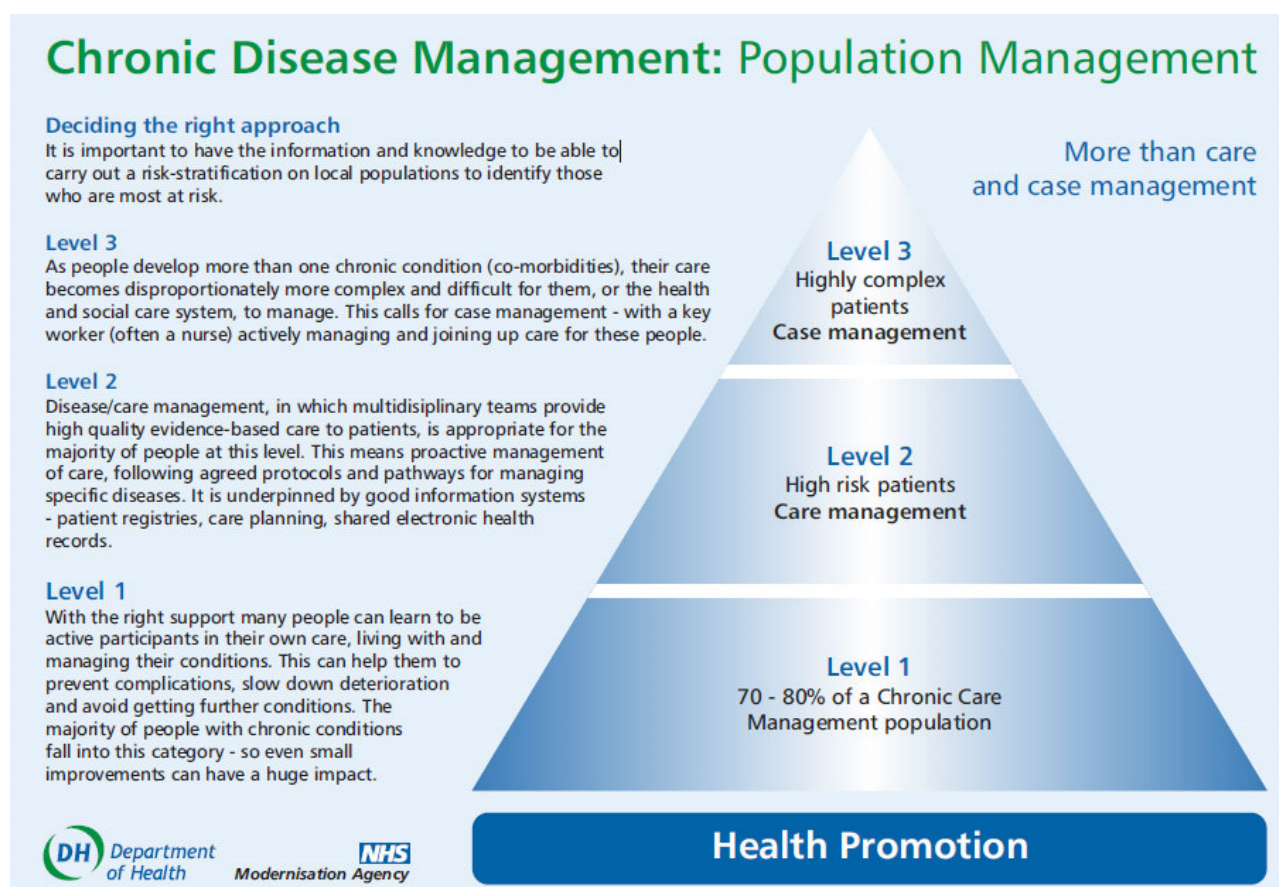 Chronic Disease Management: Population Management
Deciding the right approach
It is important to have the information and knowledge to be able to
carry out a risk-stratification on local populations to identify those
who are most at risk.
Level 3
As people develop more than one chronic condition (co-morbidities), their care
becomes disproportionately more complex and difficult for them, or the health
and social care system, to manage. This calls for case management - with a key
worker (often a nurse) actively managing and joining up care for these people.
Level 2
Disease/care management, in which multidisiplinary teams provide
high quality evidence-based care to patients, is appropriate for the
majority of people at this level. This means proactive management
of care, following agreed protocols and pathways for managing
specific diseases. It is underpinned by good information systems
- patient registries, care planning, shared electronic health
records.
Level 1
With the right support many people can learn to be
active participants in their own care, living with and
managing their conditions. This can help them to
prevent complications, slow down deterioration
and avoid getting further conditions. The
majority of people with chronic conditions
fall into this category - so even small
improvements can have a huge impact.
More than care
and case management
Level 3
Highly complex
patients
Case management
Level 2
High risk patients
Care management
Level 1
70 - 80% of a Chronic Care
Management population
Health Promotion
DH Department
of Health
NHS
Modernisation Agency